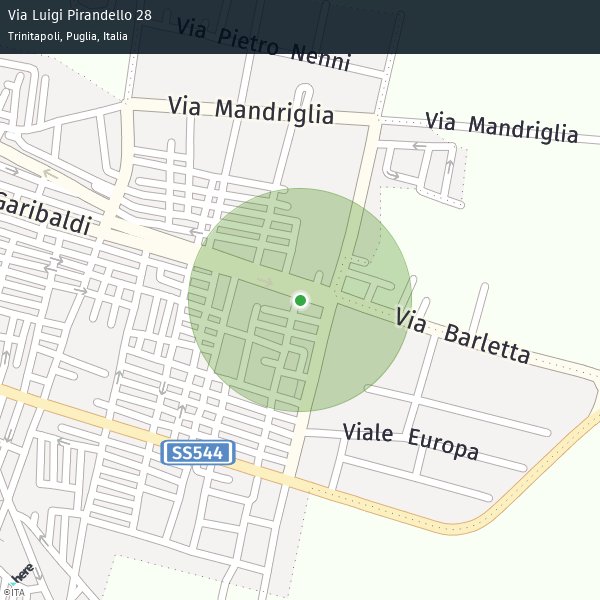 Via Luigi Pirandello 28
Trinitapoli, Puglia, Italia
Via Pietro Nenni
Via Mandriglia
Via Mandriglia
Garibaldi
Via Barletta
Viale Europa
SS544
here
©ITA